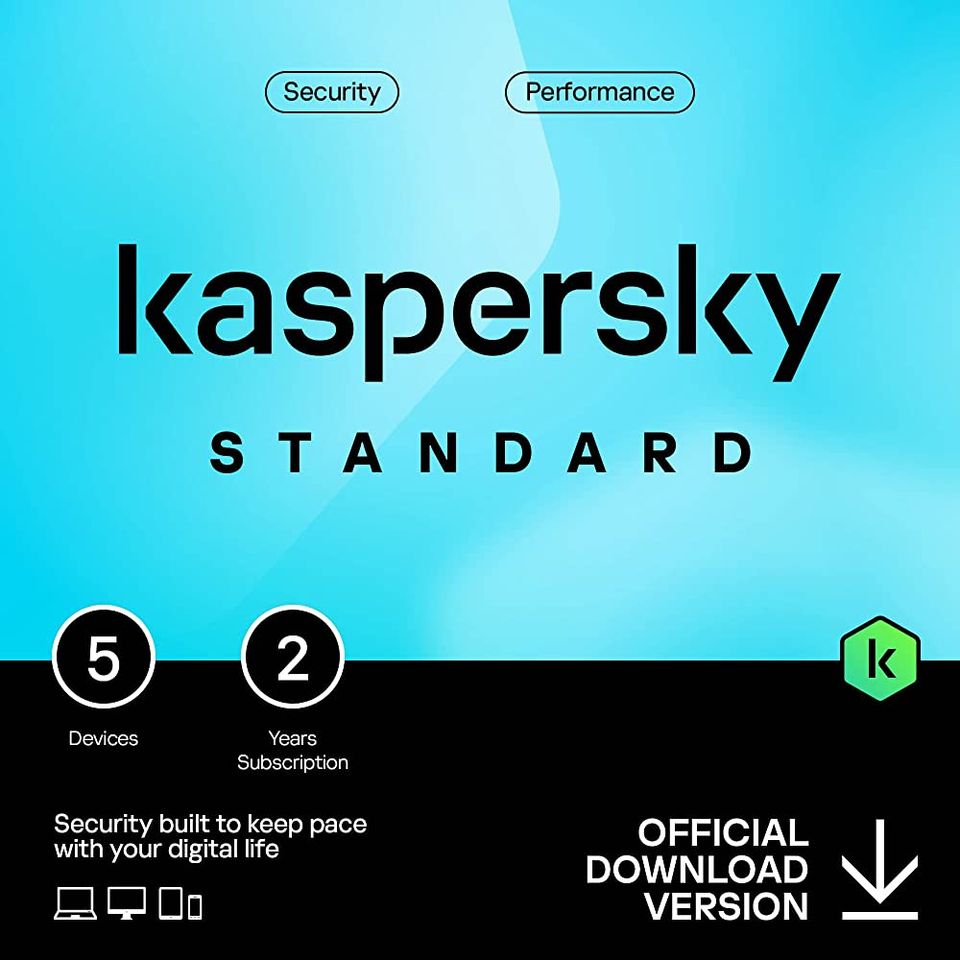 Security
Performance
kaspersky
STANDARD
5
Devices
2
Years
Subscription
k
Security built to keep pace
with your digital life
OFFICIAL
DOWNLOAD
VERSION